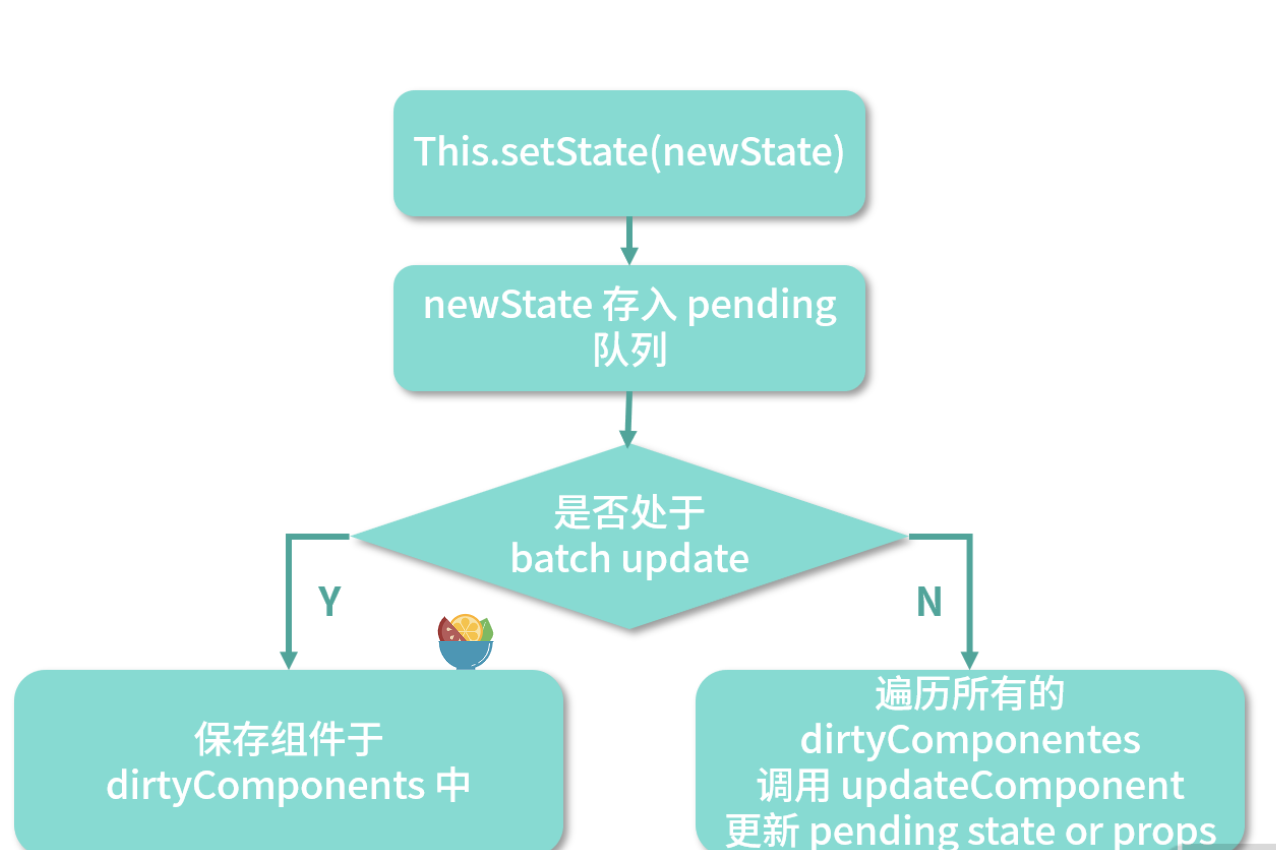 This.setState(newState)
newState 存入 pending
队列
是否处于
batch update
Y
N
保存组件于
dirtyComponents 中
遍历所有的
dirtyComponentes
调用 updateComponent
更新 pending state or props